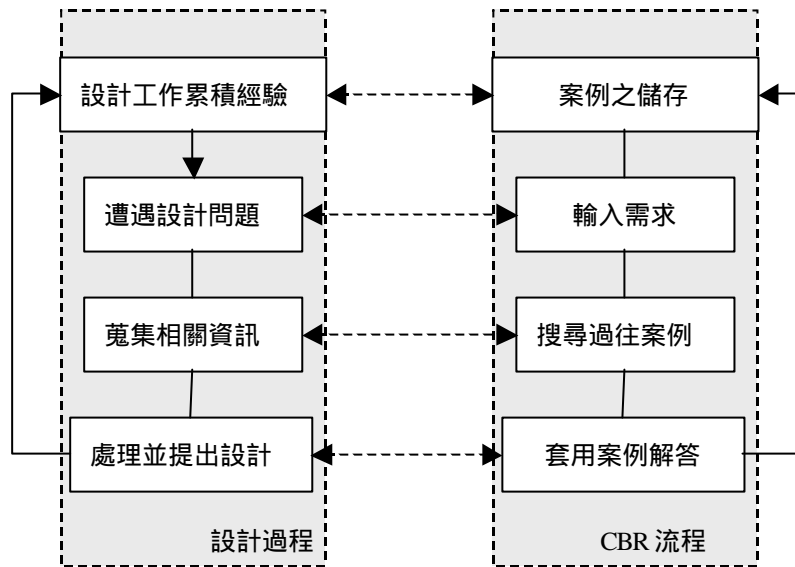 設計工作累積經驗
案例之儲存
遭遇設計問題
輸入需求
蒐集相關資訊
搜尋過往案例
處理並提出設計
套用案例解答
設計過程
CBR 流程